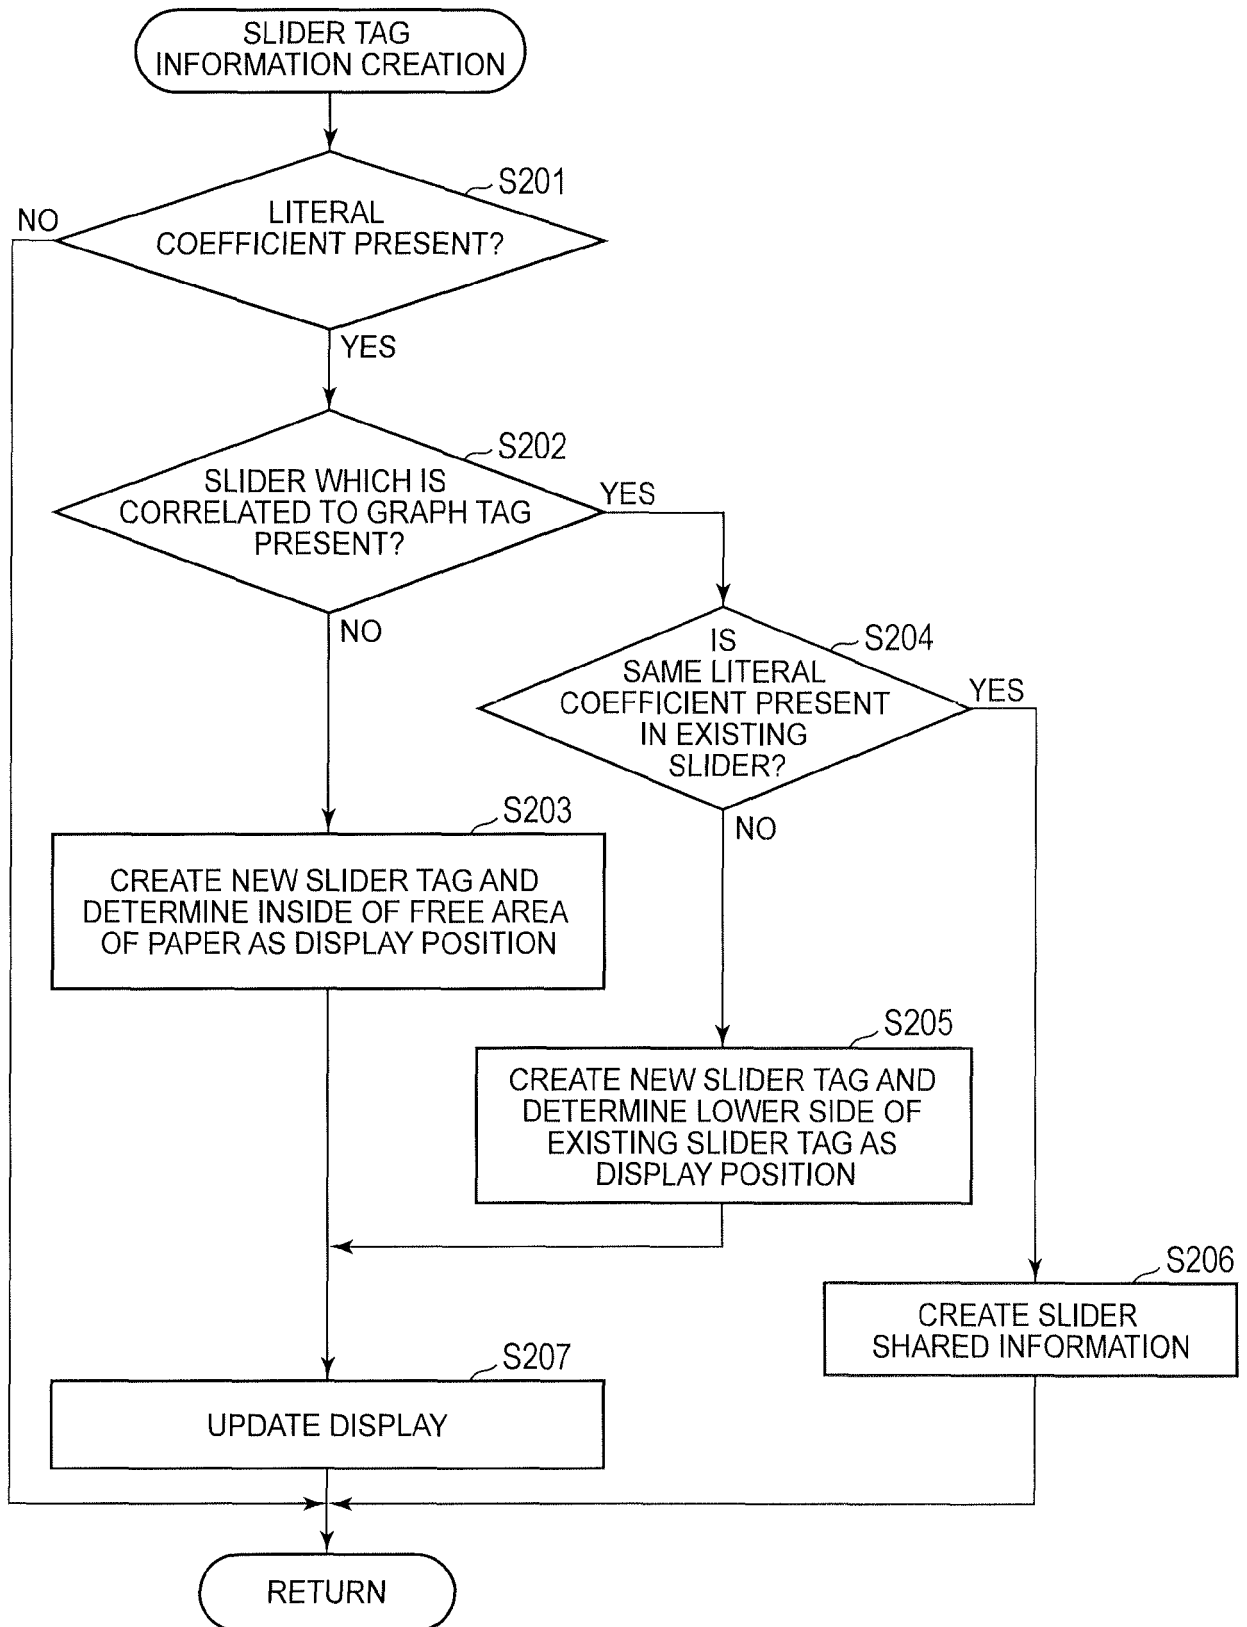 SLIDER TAG
INFORMATION CREATION
S201
NO
LITERAL
COEFFICIENT PRESENT?
YES
S202
SLIDER WHICH IS
CORRELATED TO GRAPH TAG
PRESENT?
YES
NO
S204
IS
SAME LITERAL
COEFFICIENT PRESENT
IN EXISTING
SLIDER?
YES
NO
S203
CREATE NEW SLIDER TAG AND
DETERMINE INSIDE OF FREE AREA
OF PAPER AS DISPLAY POSITION
S205
CREATE NEW SLIDER TAG AND
DETERMINE LOWER SIDE OF
EXISTING SLIDER TAG AS
DISPLAY POSITION
S206
CREATE SLIDER
SHARED INFORMATION
S207
UPDATE DISPLAY
RETURN